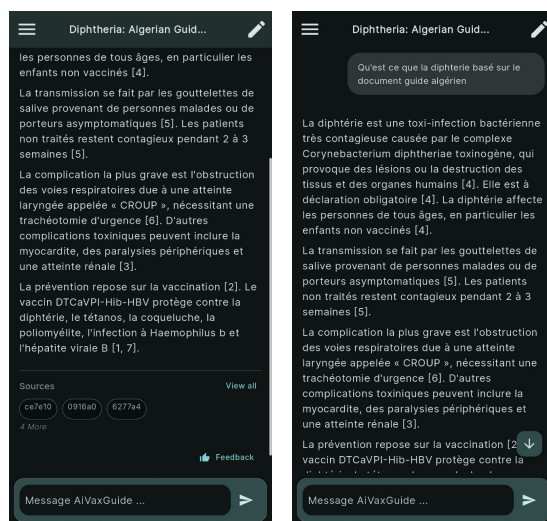 Diphtheria: Algerian Guid...
les personnes de tous âges, en particulier les
enfants non vaccinés [4].
La transmission se fait par les gouttelettes de
salive provenant de personnes malades ou de
porteurs asymptomatiques [5]. Les patients
non traités restent contagieux pendant 2 à 3
semaines [5].
La complication la plus grave est l'obstruction
des voies respiratoires due à une atteinte
laryngée appelée « CROUP », nécessitant une
trachéotomie d'urgence [6]. D'autres
complications toxiniques peuvent inclure la
myocardite, des paralysies périphériques et
une atteinte rénale [3].
La prévention repose sur la vaccination [2]. Le
vaccin DTCaVPI-Hib-HBV protège contre la
diphtérie, le tétanos, la coqueluche, la
poliomyélite, l'infection à Haemophilus b et
l'hépatite virale B [1, 7].
Sources
View all
ce7e10
0916a0
6277a4
4 More
Feedback
Message AiVaxGuide ...
Diphtheria: Algerian Guid...
Qu'est ce que la diphterie basé sur le
document guide algérien
La diphtérie est une toxi-infection bactérienne
très contagieuse causée par le complexe
Corynebacterium diphtheriae toxinogène, qui
provoque des lésions ou la destruction des
tissus et des organes humains [4]. Elle est à
déclaration obligatoire [4]. La diphtérie affecte
les personnes de tous âges, en particulier les
enfants non vaccinés [4].
La transmission se fait par les gouttelettes de
salive provenant de personnes malades ou de
porteurs asymptomatiques [5]. Les patients
non traités restent contagieux pendant 2 à 3
semaines [5].
La complication la plus grave est l'obstruction
des voies respiratoires due à une atteinte
laryngée appelée « CROUP », nécessitant une
trachéotomie d'urgence [6]. D'autres
complications toxiniques peuvent inclure la
myocardite, des paralysies périphériques et
une atteinte rénale [3].
La prévention repose sur la vaccination [2
vaccin DTCaVPI-Hib-HBV protège contre la
Message AiVaxGuide ...